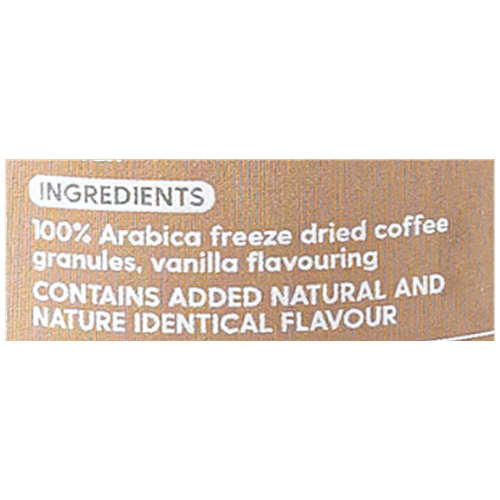 INGREDIENTS
100% Arabica freeze dried coffee
granules, vanilla flavouring
CONTAINS ADDED NATURAL AND
NATURE IDENTICAL FLAVOUR